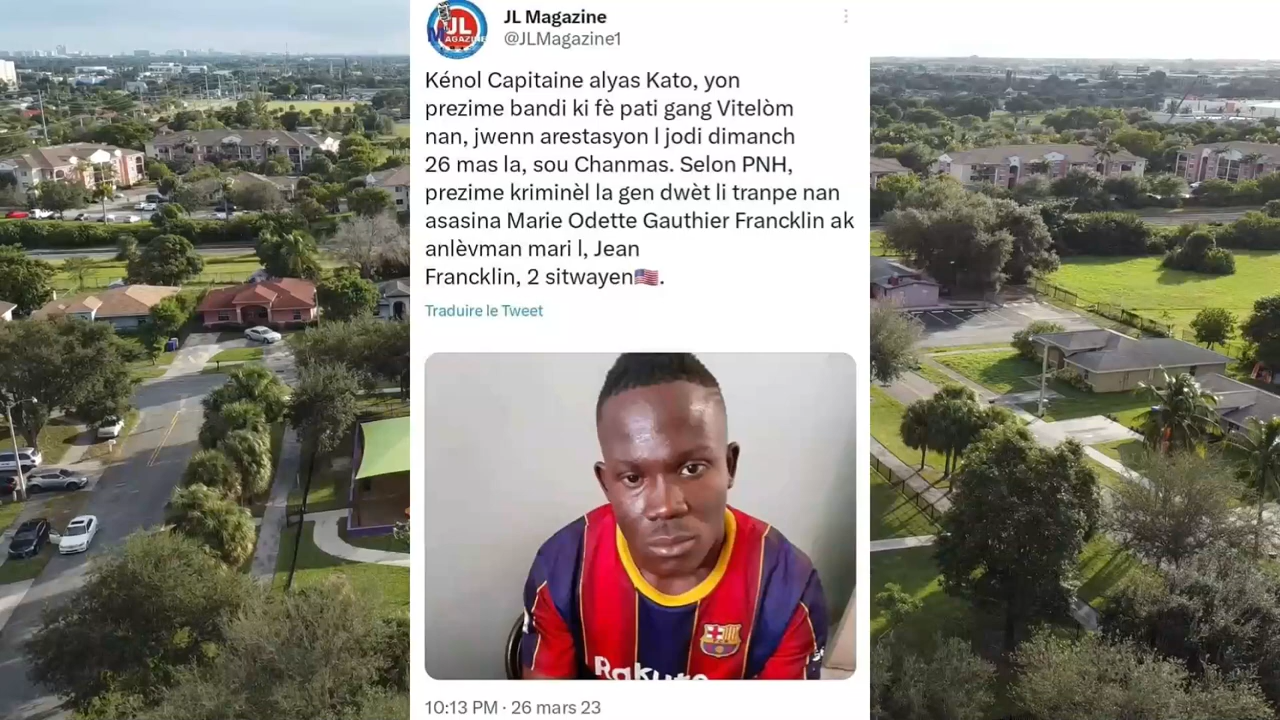 JL Magazine
@JLMagazine1
Kénol Capitaine alyas Kato, yon
prezime bandi ki fè pati gang Vitelòm
nan, jwenn arestasyon l jodi dimanch
26 mas la, sou Chanmas. Selon PNH,
prezime kriminèl la gen dwèt li tranpe nan
asasina Marie Odette Gauthier Francklin ak
anlèvman mari l, Jean
Francklin, 2 sitwayen🇺🇸.
Traduire le Tweet
Rakuten
10:13 PM · 26 mars 23